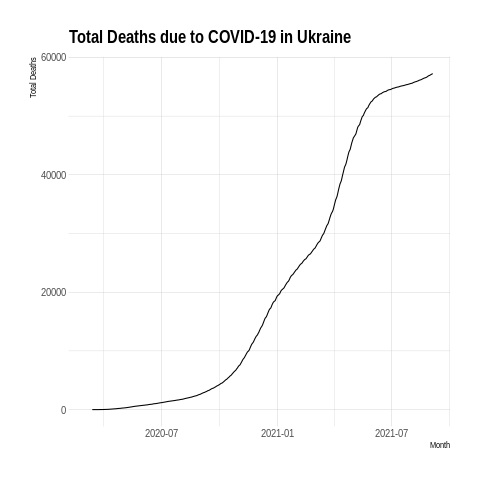 Total Deaths due to COVID-19 in Ukraine
Total Deaths
60000
40000
20000
0
2020-07 2021-01 2021-07
Month